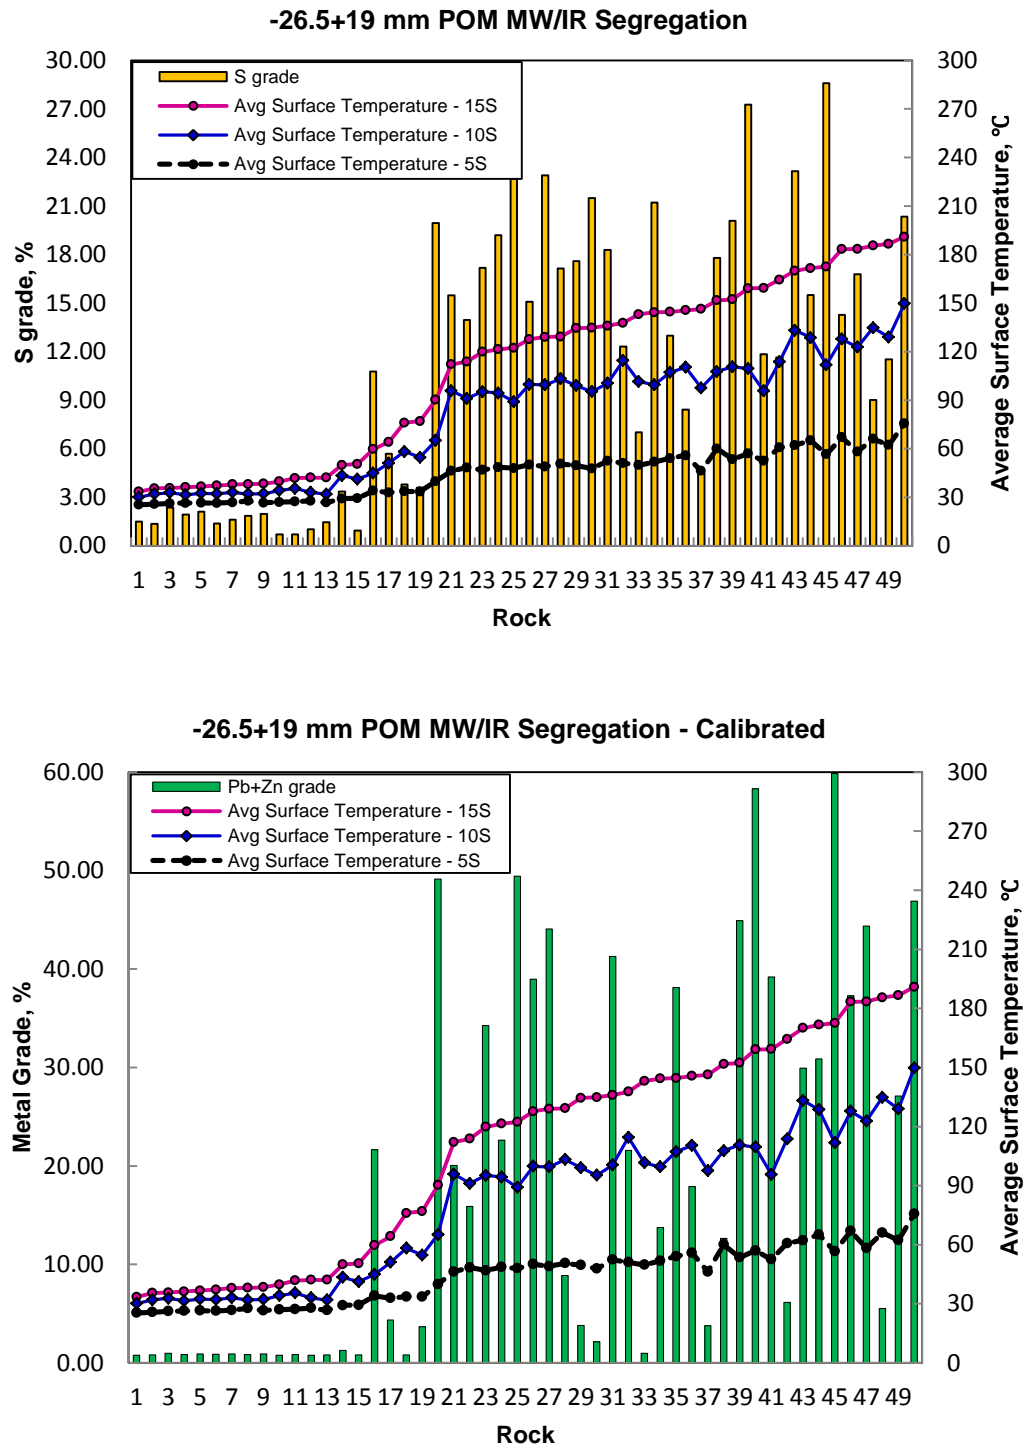 -26.5+19 mm POM MW/IR Segregation
30.00
27.00
24.00
21.00
18.00
15.00
12.00
9.00
6.00
3.00
0.00
S grade, %
S grade
Avg Surface Temperature - 15S
Avg Surface Temperature - 10S
Avg Surface Temperature - 5S
300
270
240
210
180
150
120
90
60
30
0
Average Surface Temperature, °C
1 3 5 7 9 11 13 15 17 19 21 23 25 27 29 31 33 35 37 39 41 43 45 47 49
Rock
-26.5+19 mm POM MW/IR Segregation - Calibrated
60.00
50.00
40.00
30.00
20.00
10.00
0.00
Metal Grade, %
Pb+Zn grade
Avg Surface Temperature - 15S
Avg Surface Temperature - 10S
Avg Surface Temperature - 5S
300
270
240
210
180
150
120
90
60
30
0
Average Surface Temperature, °C
1 3 5 7 9 11 13 15 17 19 21 23 25 27 29 31 33 35 37 39 41 43 45 47 49
Rock